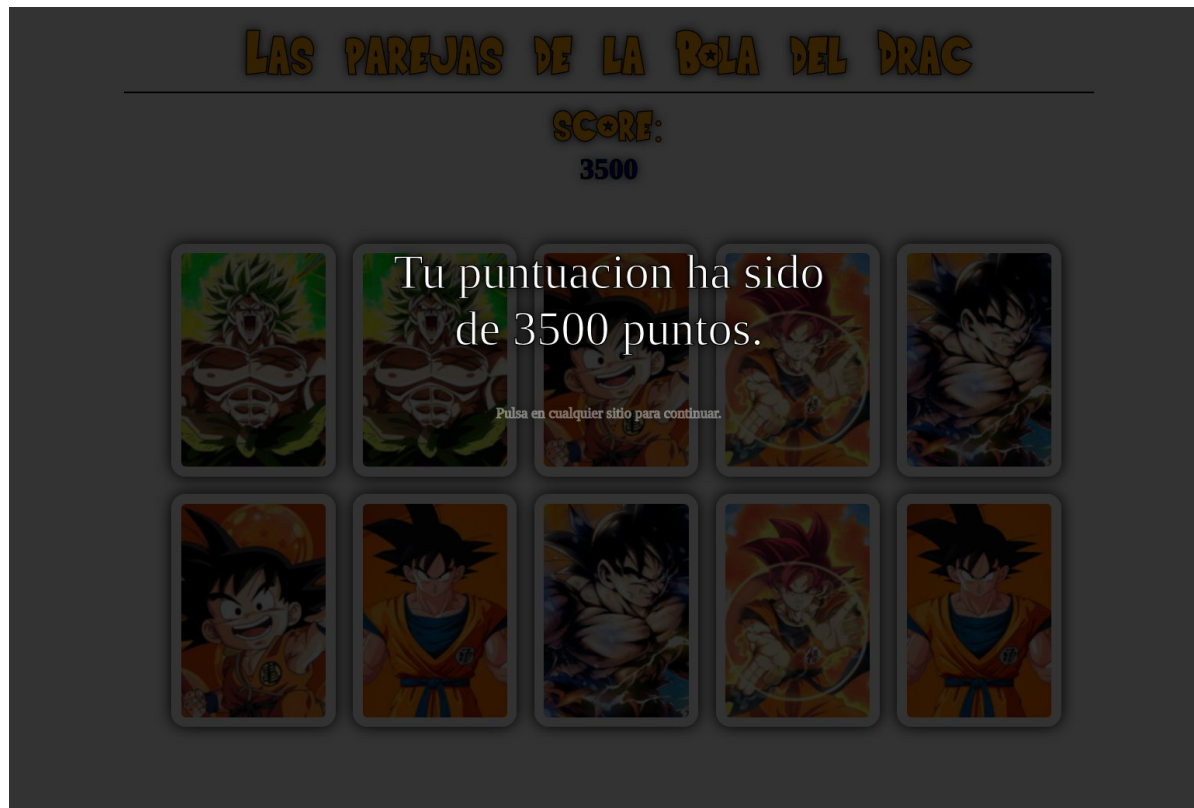 Las parejas de la Bola del Drac
SCORE:
3500
Tu puntuacion ha sido
de 3500 puntos.
Pulsa en cualquier sitio para continuar.